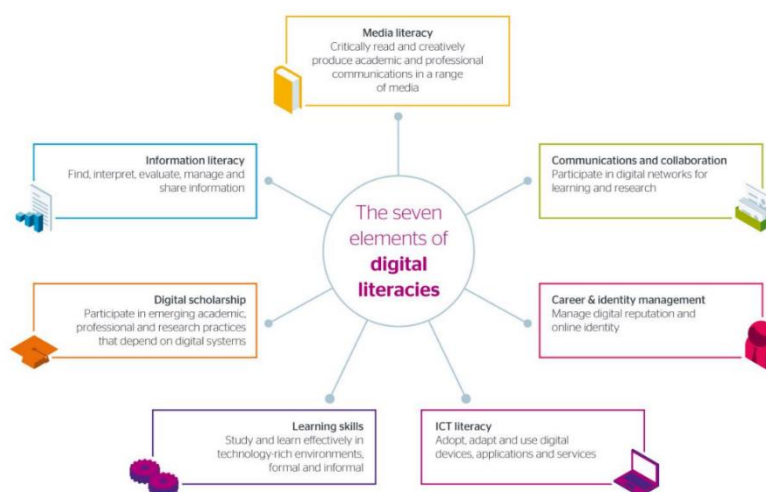 Media literacy
Critically read and creatively
produce academic and professional
communications in a range
of media
Information literacy
Find, interpret, evaluate, manage and
share information
Communications and collaboration
Participate in digital networks for
learning and research
The seven
elements of
digital
literacies
Digital scholarship
Participate in emerging academic,
professional and research practices
that depend on digital systems
Career & identity management
Manage digital reputation and
online identity
Learning skills
Study and learn effectively in
technology-rich environments,
formal and informal
ICT literacy
Adopt, adapt and use digital
devices, applications and services